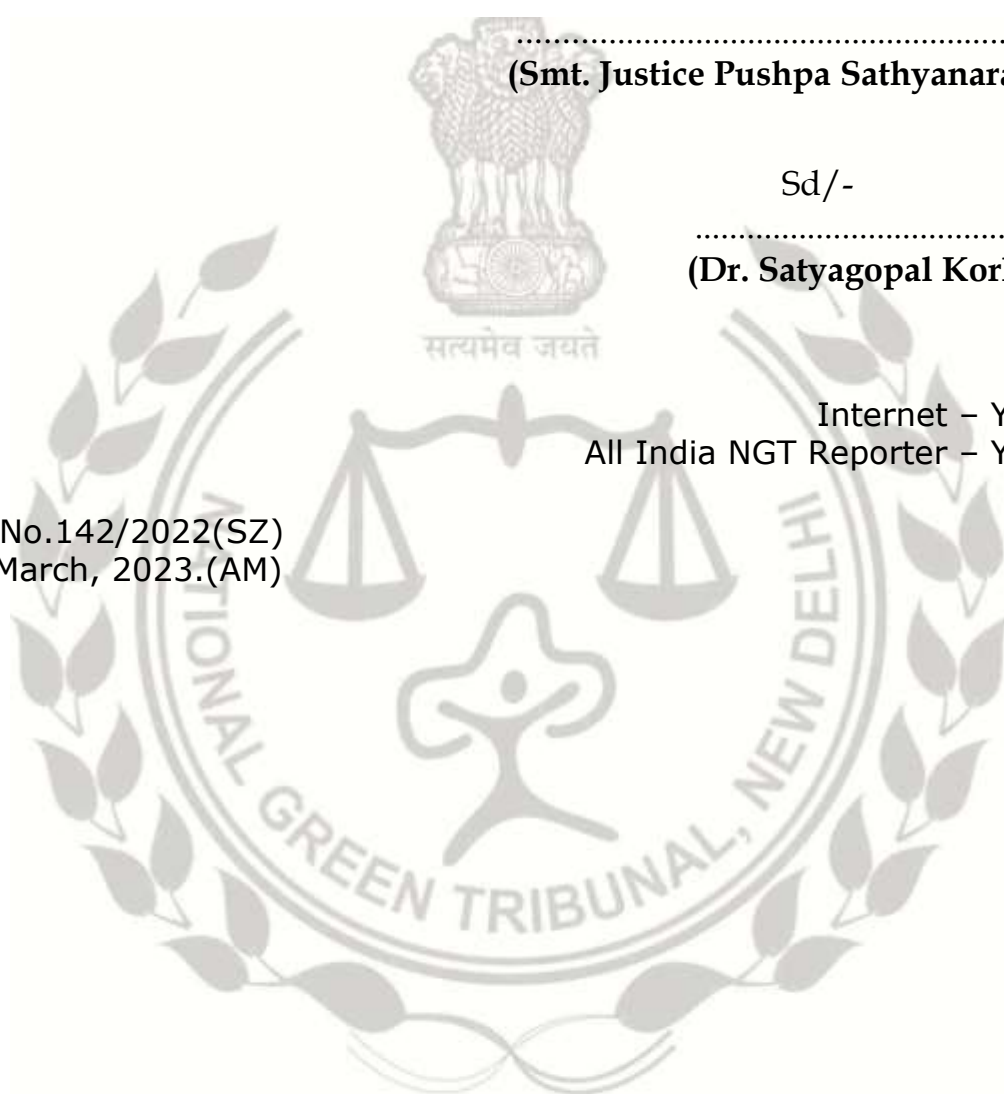 ......................................................
(Smt. Justice Pushpa Sathyanara
Sd/-
...................................
(Dr. Satyagopal Korl
सत्यमेव जयते
Internet – Y
All India NGT Reporter – Y
No.142/2022(SZ)
March, 2023.(AM)
NATIONAL GREEN TRIBUNAL, NEW DELHI